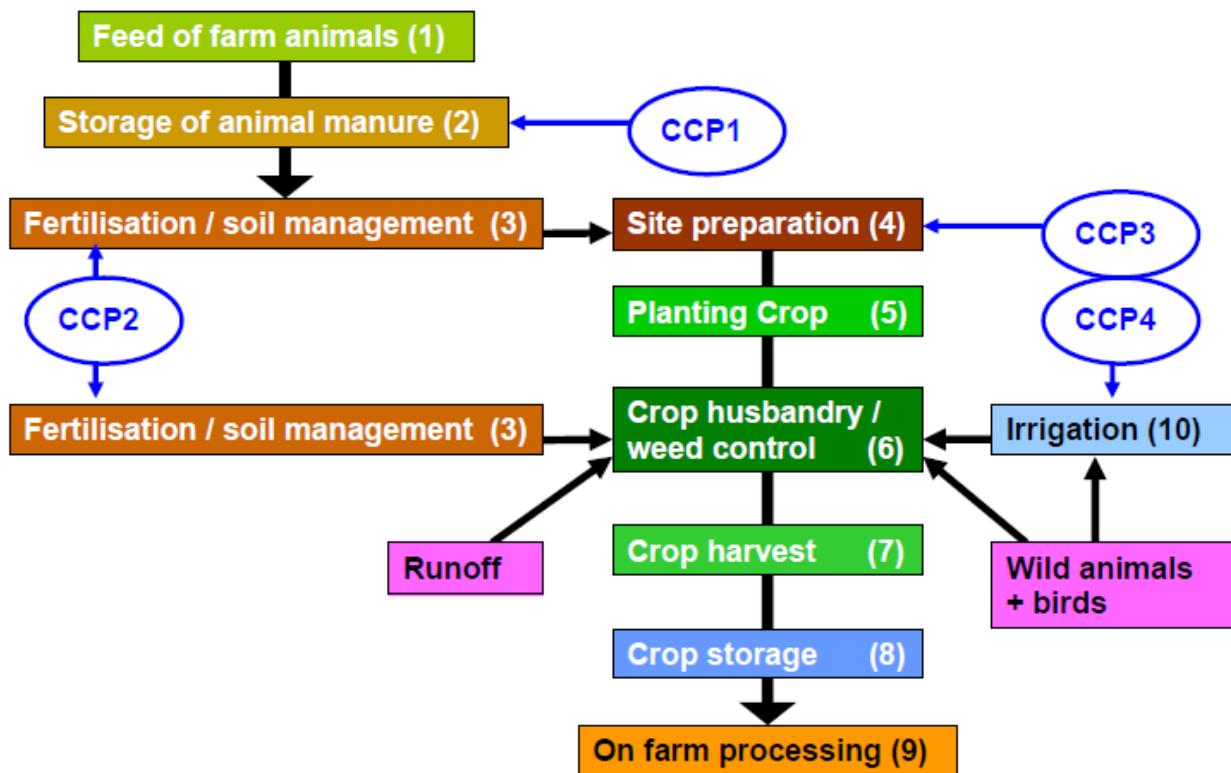 Feed of farm animals (1)
Storage of animal manure (2)
CCP1
Fertilisation / soil management (3)
Site preparation (4)
CCP3
CCP2
Planting Crop (5)
CCP4
Fertilisation / soil management (3)
Crop husbandry /
weed control (6)
Irrigation (10)
Runoff
Crop harvest (7)
Wild animals
+ birds
Crop storage (8)
On farm processing (9)